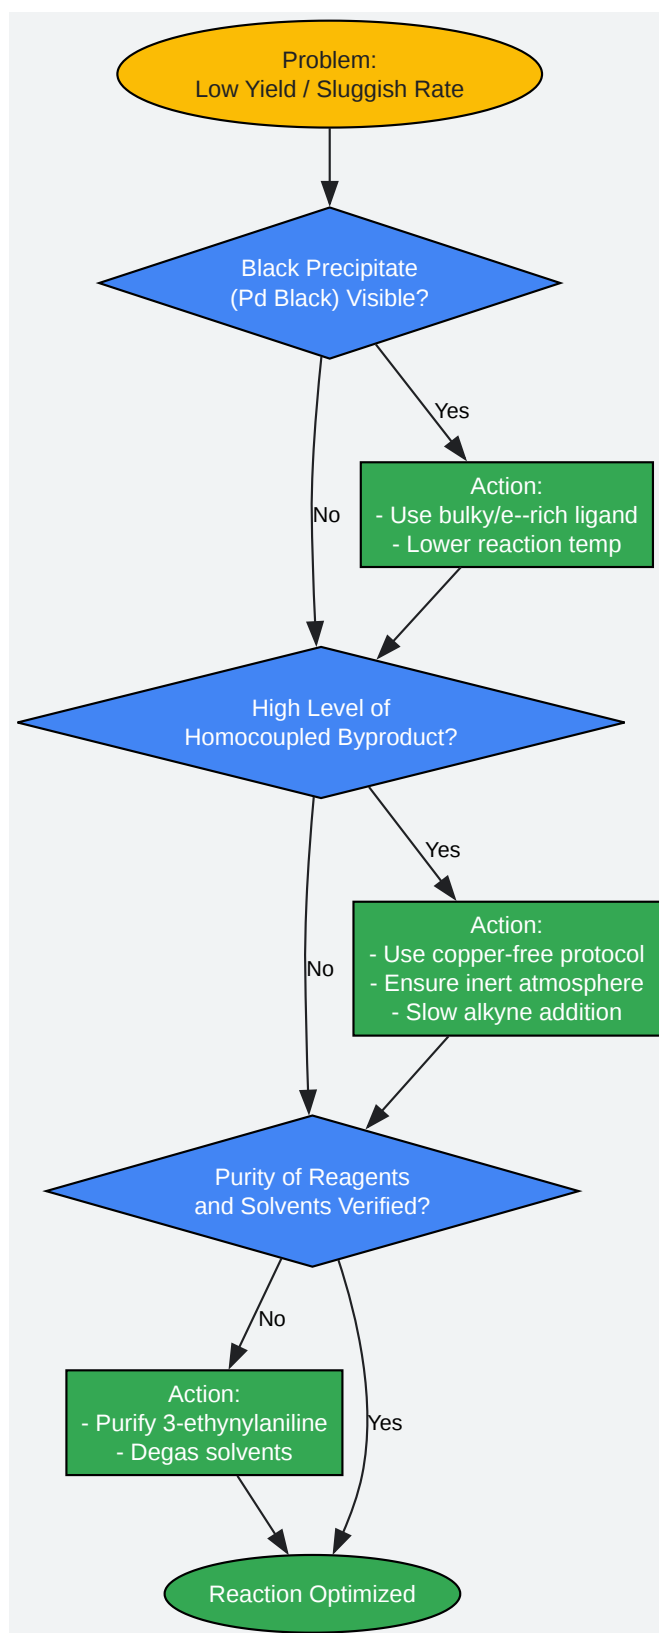 Problem:
Low Yield / Sluggish Rate
Black Precipitate
(Pd Black) Visible?
Yes
Action:
- Use bulky/e--rich ligand
- Lower reaction temp
No
High Level of
Homocoupled Byproduct?
Yes
Action:
- Use copper-free protocol
- Ensure inert atmosphere
- Slow alkyne addition
No
Purity of Reagents
and Solvents Verified?
No
Action:
- Purify 3-ethynylaniline
- Degas solvents
Yes
Reaction Optimized